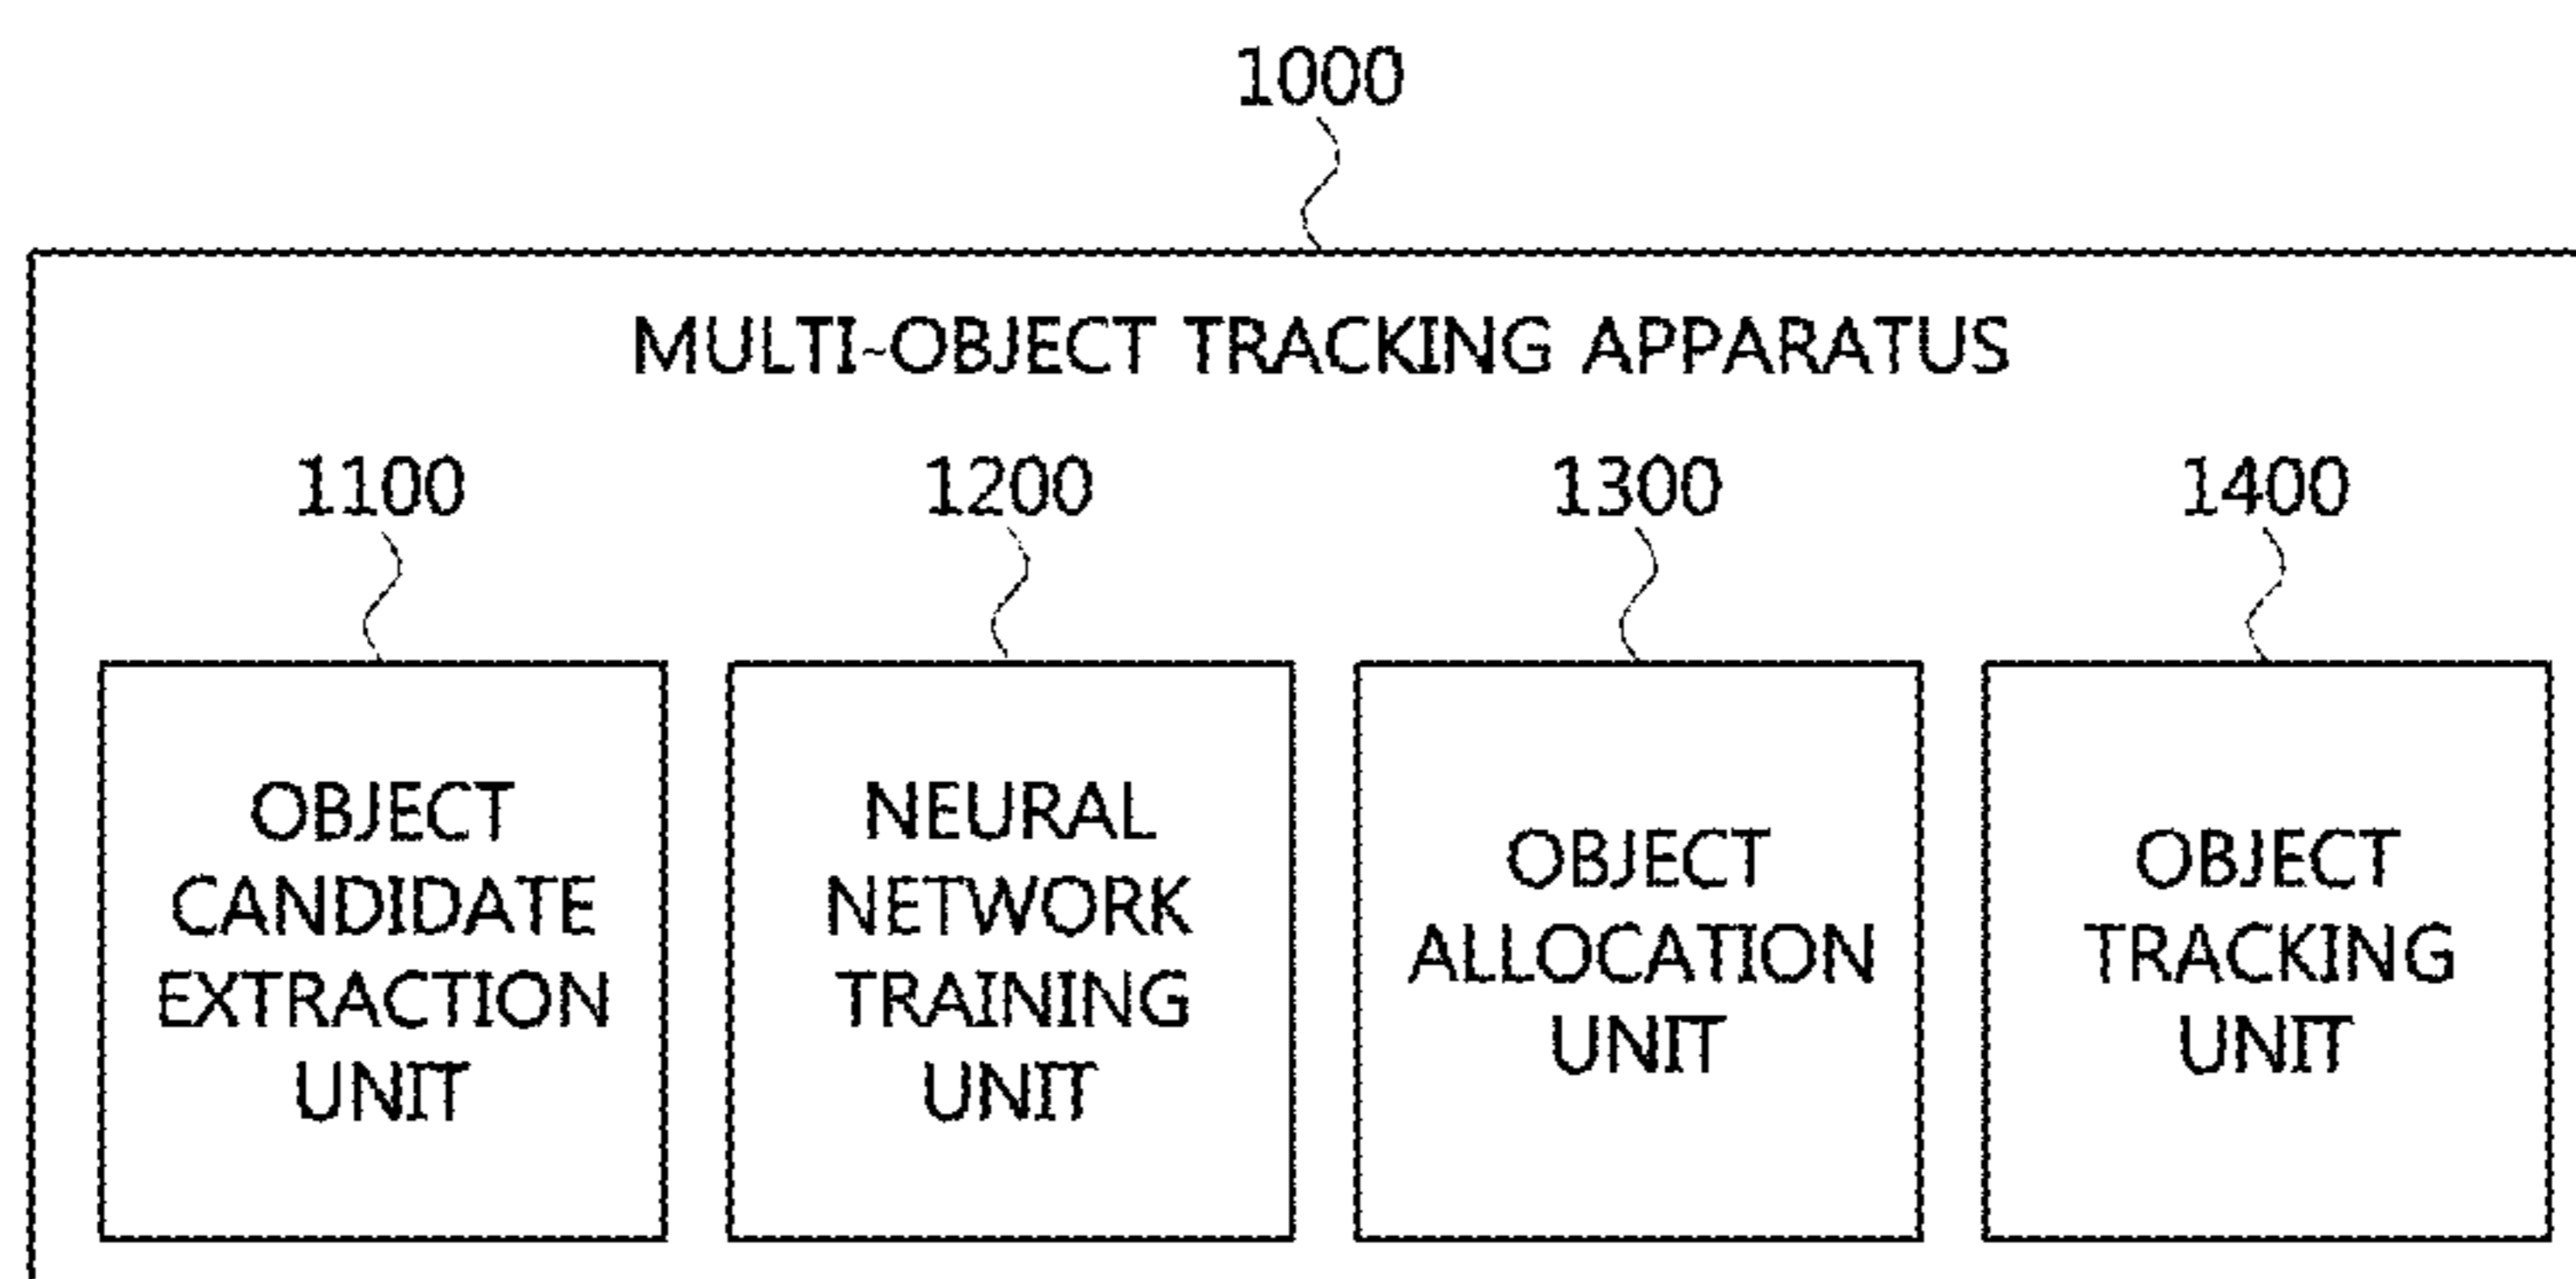 1000
MULTI-OBJECT TRACKING APPARATUS
1100
1200
1300
1400
OBJECT
CANDIDATE
EXTRACTION
UNIT
NEURAL
NETWORK
TRAINING
UNIT
OBJECT
ALLOCATION
UNIT
OBJECT
TRACKING
UNIT